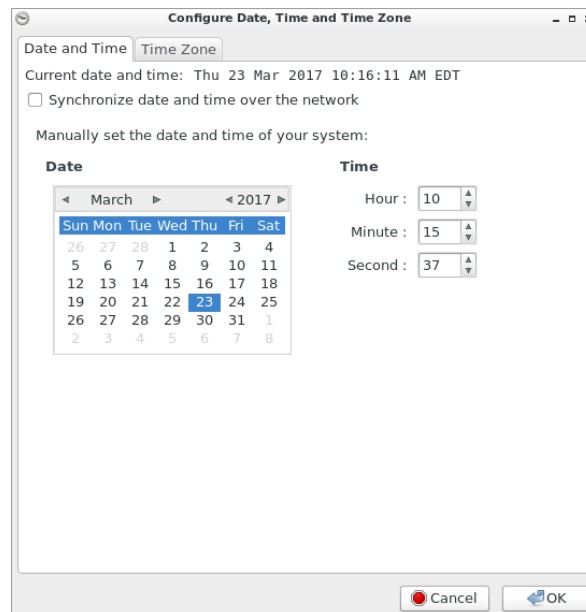 Configure Date, Time and Time Zone
Date and Time Time Zone
Current date and time: Thu 23 Mar 2017 10:16:11 AM EDT
Synchronize date and time over the network
Manually set the date and time of your system:
Date Time
March 2017
Sun Mon Tue Wed Thu Fri Sat
26 27 28 1 2 3 4
5 6 7 8 9 10 11
12 13 14 15 16 17 18
19 20 21 22 23 24 25
26 27 28 29 30 31 1
2 3 4 5 6 7 8
Hour : 10
Minute : 15
Second : 37
Cancel OK